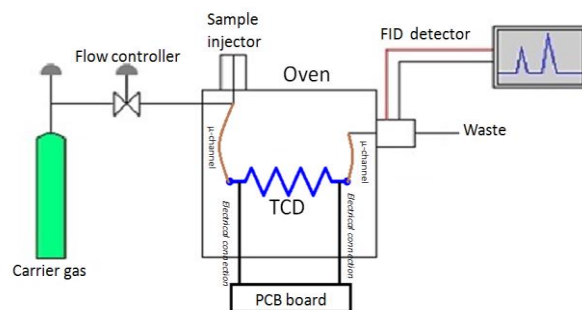 Sample
injector
Flow controller
FID detector
Oven
Waste
μ-channel
μ-channel
TCD
Electrical connection
Electrical connection
Carrier gas
PCB board